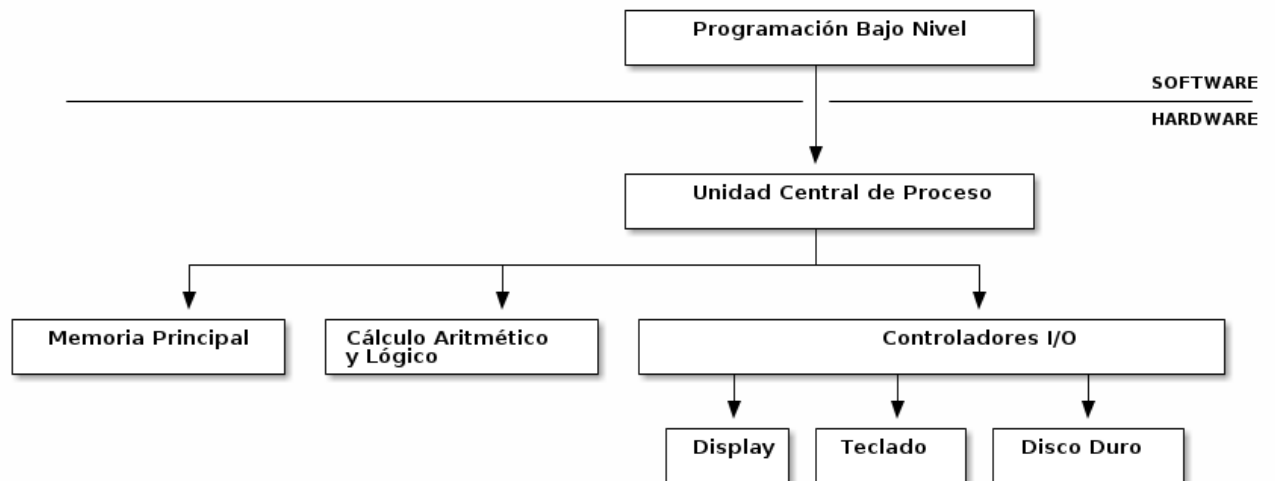 Programación Bajo Nivel
SOFTWARE
HARDWARE
Unidad Central de Proceso
Memoria Principal
Cálculo Aritmético
y Lógico
Controladores I/O
Display
Teclado
Disco Duro